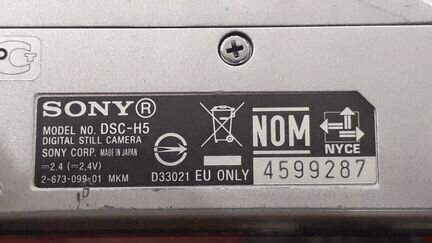 SONY®
MODEL NO. DSC-H5
DIGITAL STILL CAMERA
SONY CORP. MADE IN JAPAN
⎓2.4 (⎓2,4V)
2-673-099-01 MKM
D33021 EU ONLY
NOM
NYCE
4599287